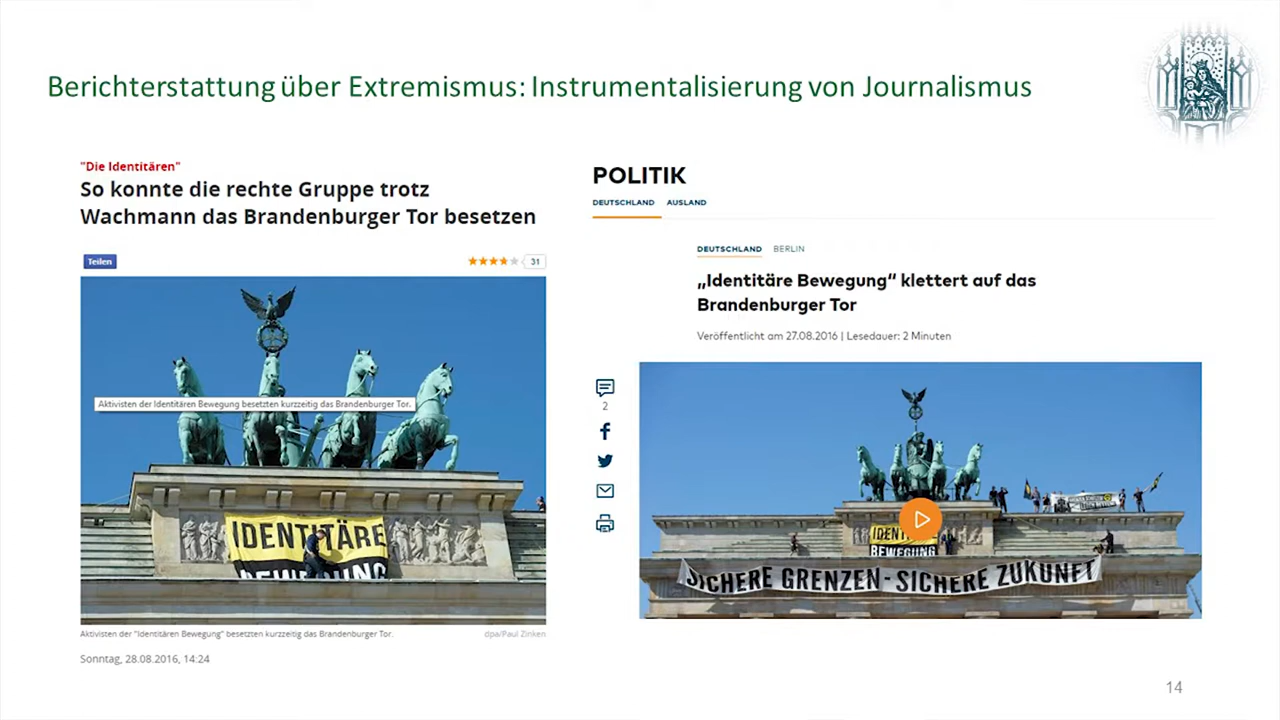 Berichterstattung über Extremismus: Instrumentalisierung von Journalismus
"Die Identitären"
So konnte die rechte Gruppe trotz
Wachmann das Brandenburger Tor besetzen
Teilen
31
Aktivisten der Identitären Bewegung besetzten kurzzeitig das Brandenburger Tor.
IDENTITÄRE
BEWEGUNG
Aktivisten der "Identitären Bewegung" besetzten kurzzeitig das Brandenburger Tor.
dpa/Paul Zinken
Sonntag, 28.08.2016, 14:24
POLITIK
DEUTSCHLAND AUSLAND
DEUTSCHLAND BERLIN
„Identitäre Bewegung“ klettert auf das
Brandenburger Tor
Veröffentlicht am 27.08.2016 | Lesedauer: 2 Minuten
2
IDENTI
BEWEGUNG
SICHERE GRENZEN - SICHERE ZUKUNFT
14